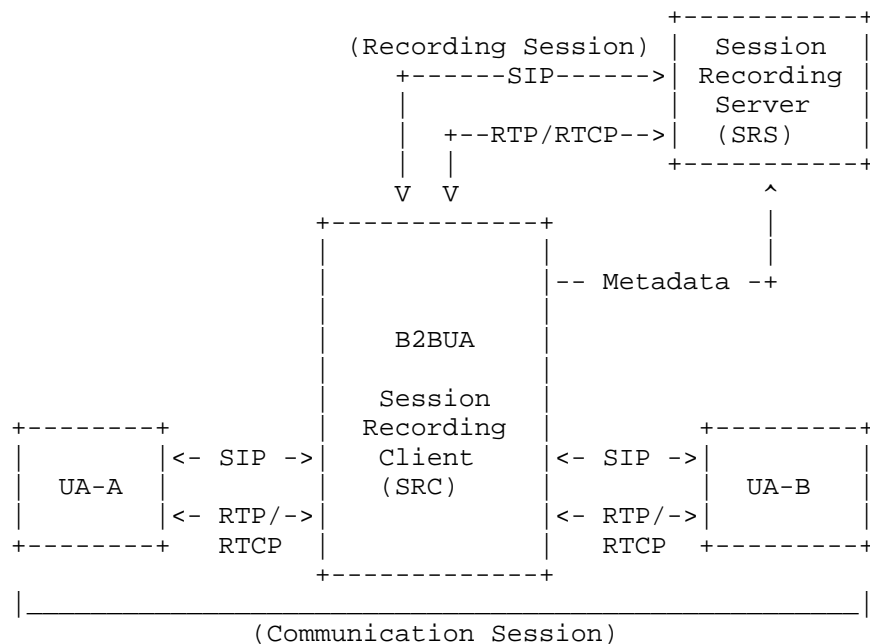 (Recording Session) Session
SIP Recording
Server
RTP/RTCP (SRS)
Metadata
B2BUA
Session
Recording
SIP Client SIP
UA-A (SRC) UA-B
RTP/ RTP/
RTCP RTCP
(Communication Session)